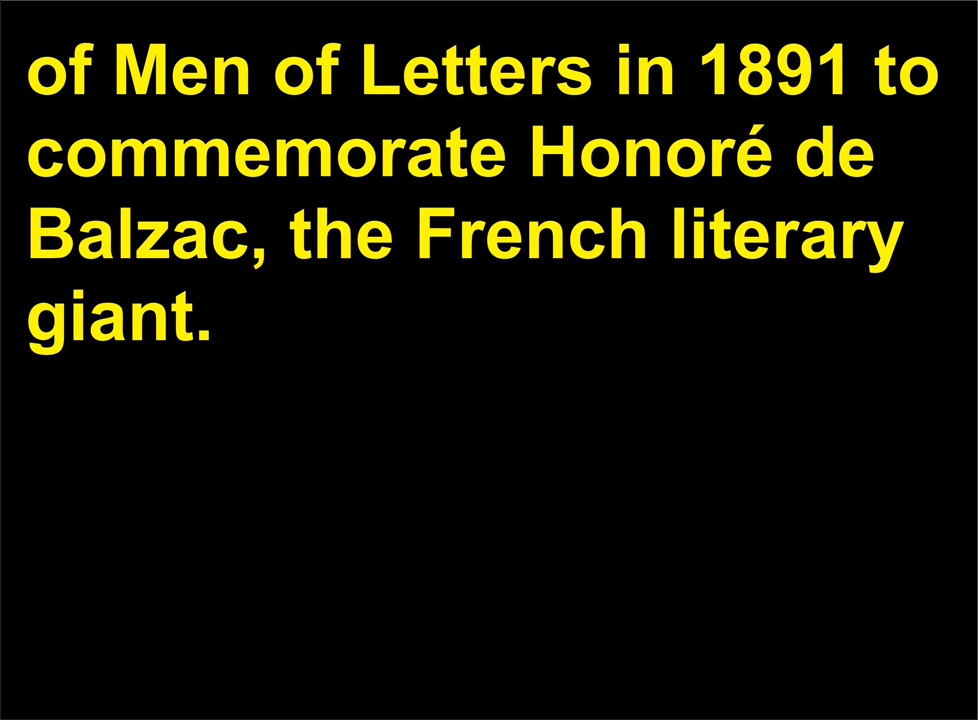 of Men of Letters in 1891 to
commemorate Honoré de
Balzac, the French literary
giant.